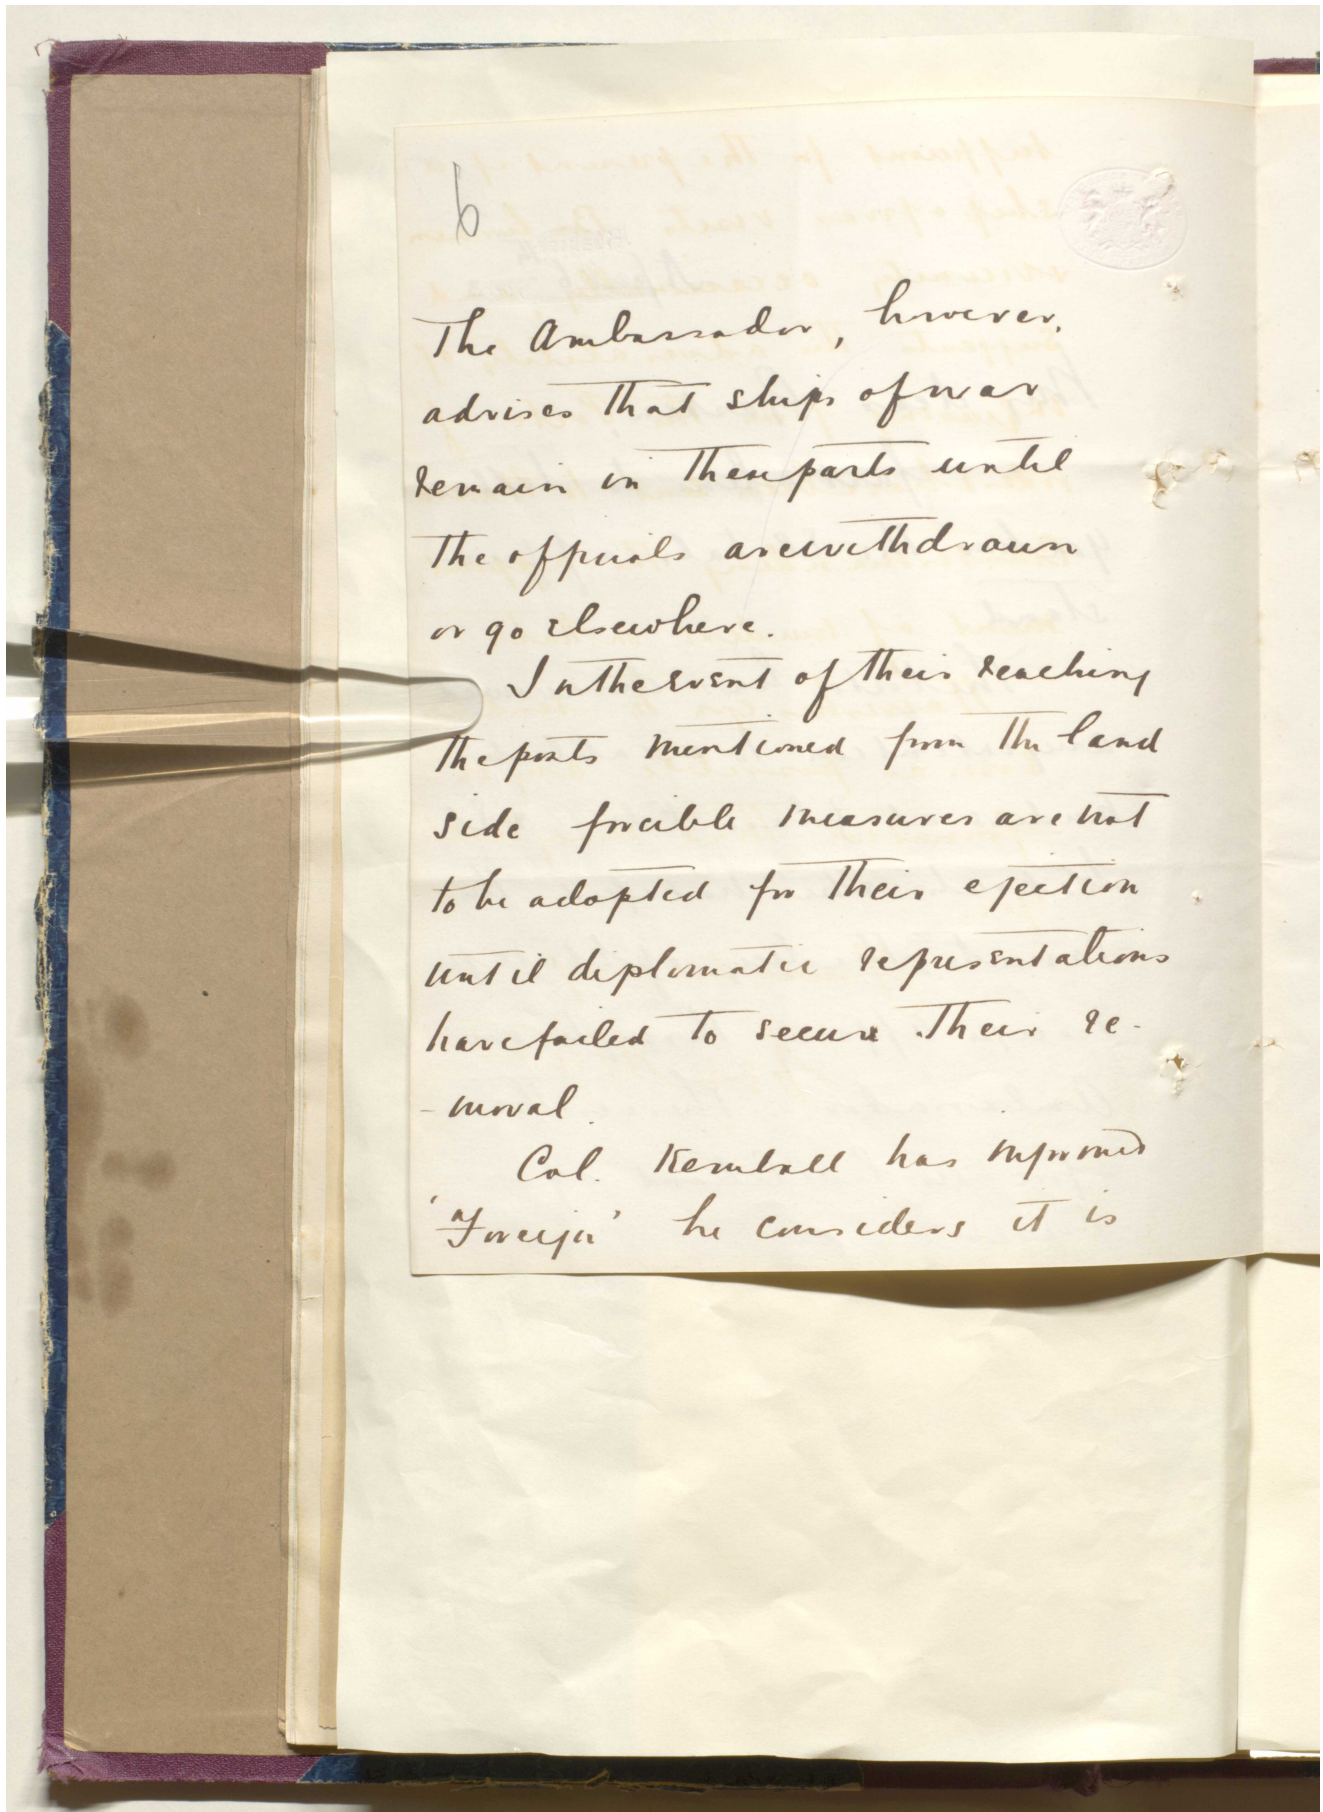 6
The Ambassador, however,
advises that ships of war
remain in these parts until
the officials are withdrawn
or go elsewhere.
In the event of their reaching
the posts mentioned from the land
side forcible measures are not
to be adopted for their ejection
until diplomatic representations
have failed to secure their re-
-moval.
Col. Kemball has informed
'Foreign' he considers it is